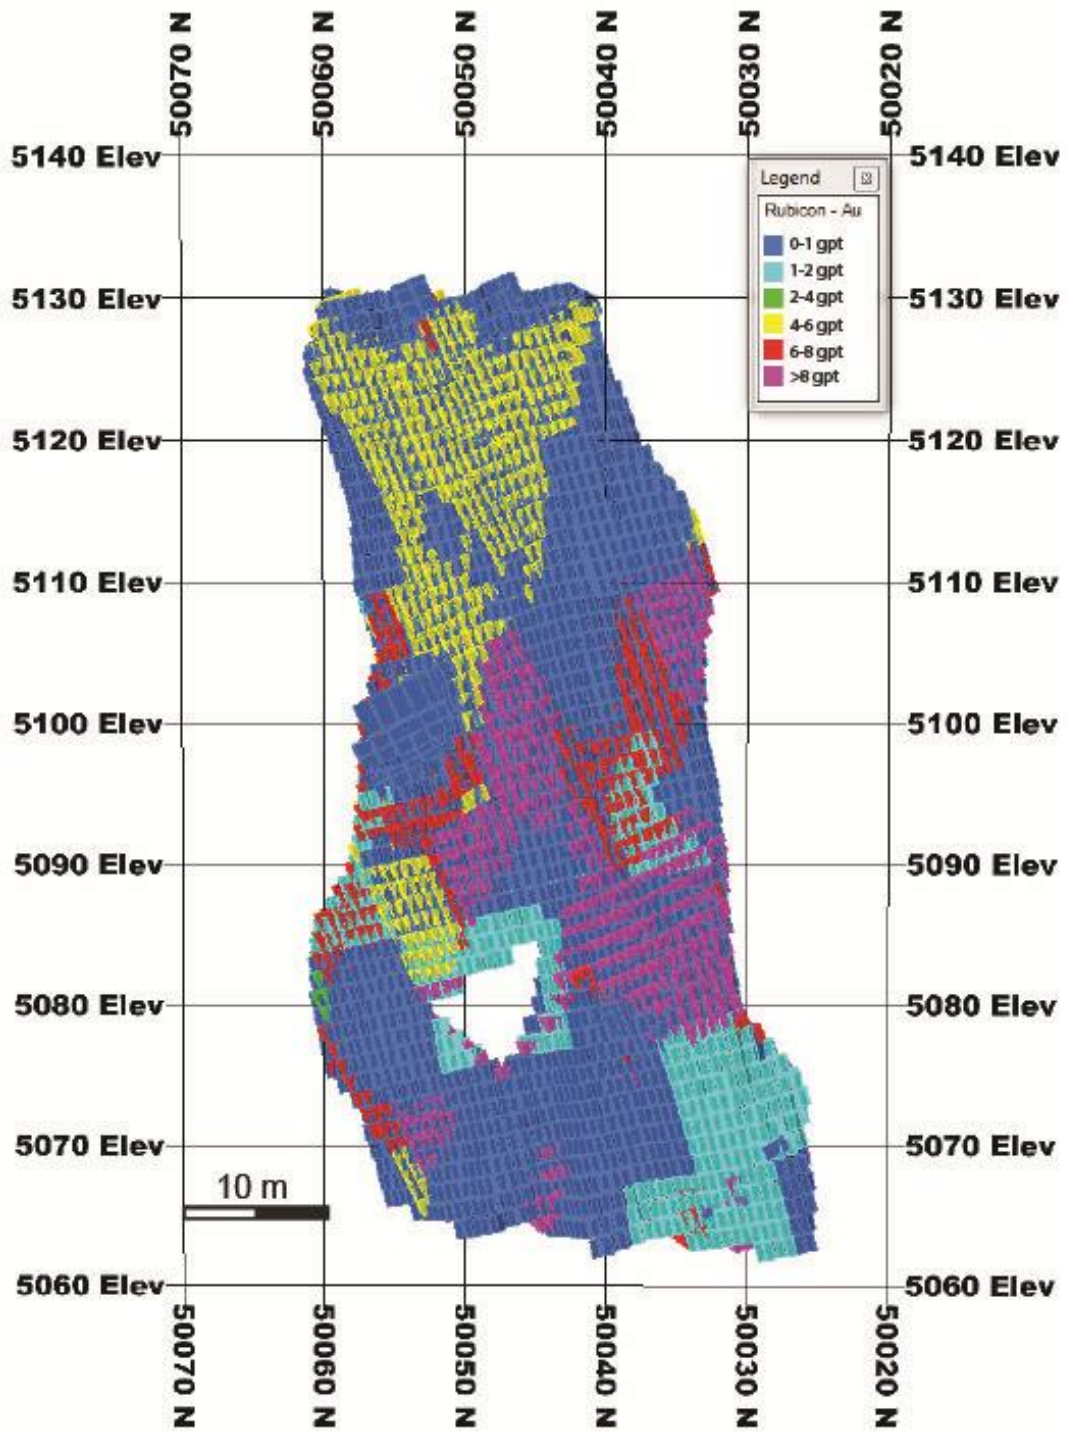 50070 N
50060 N
50050 N
50040 N
50030 N
50020 N
5140 Elev
5140 Elev
Legend
Rubicon - Au
0-1 gpt
1-2 gpt
2-4 gpt
4-6 gpt
6-8 gpt
>8 gpt
5130 Elev
5130 Elev
5120 Elev
5120 Elev
5110 Elev
5110 Elev
5100 Elev
5100 Elev
5090 Elev
5090 Elev
5080 Elev
5080 Elev
5070 Elev
5070 Elev
10 m
5060 Elev
5060 Elev
50070 N
50060 N
50050 N
50040 N
50030 N
50020 N